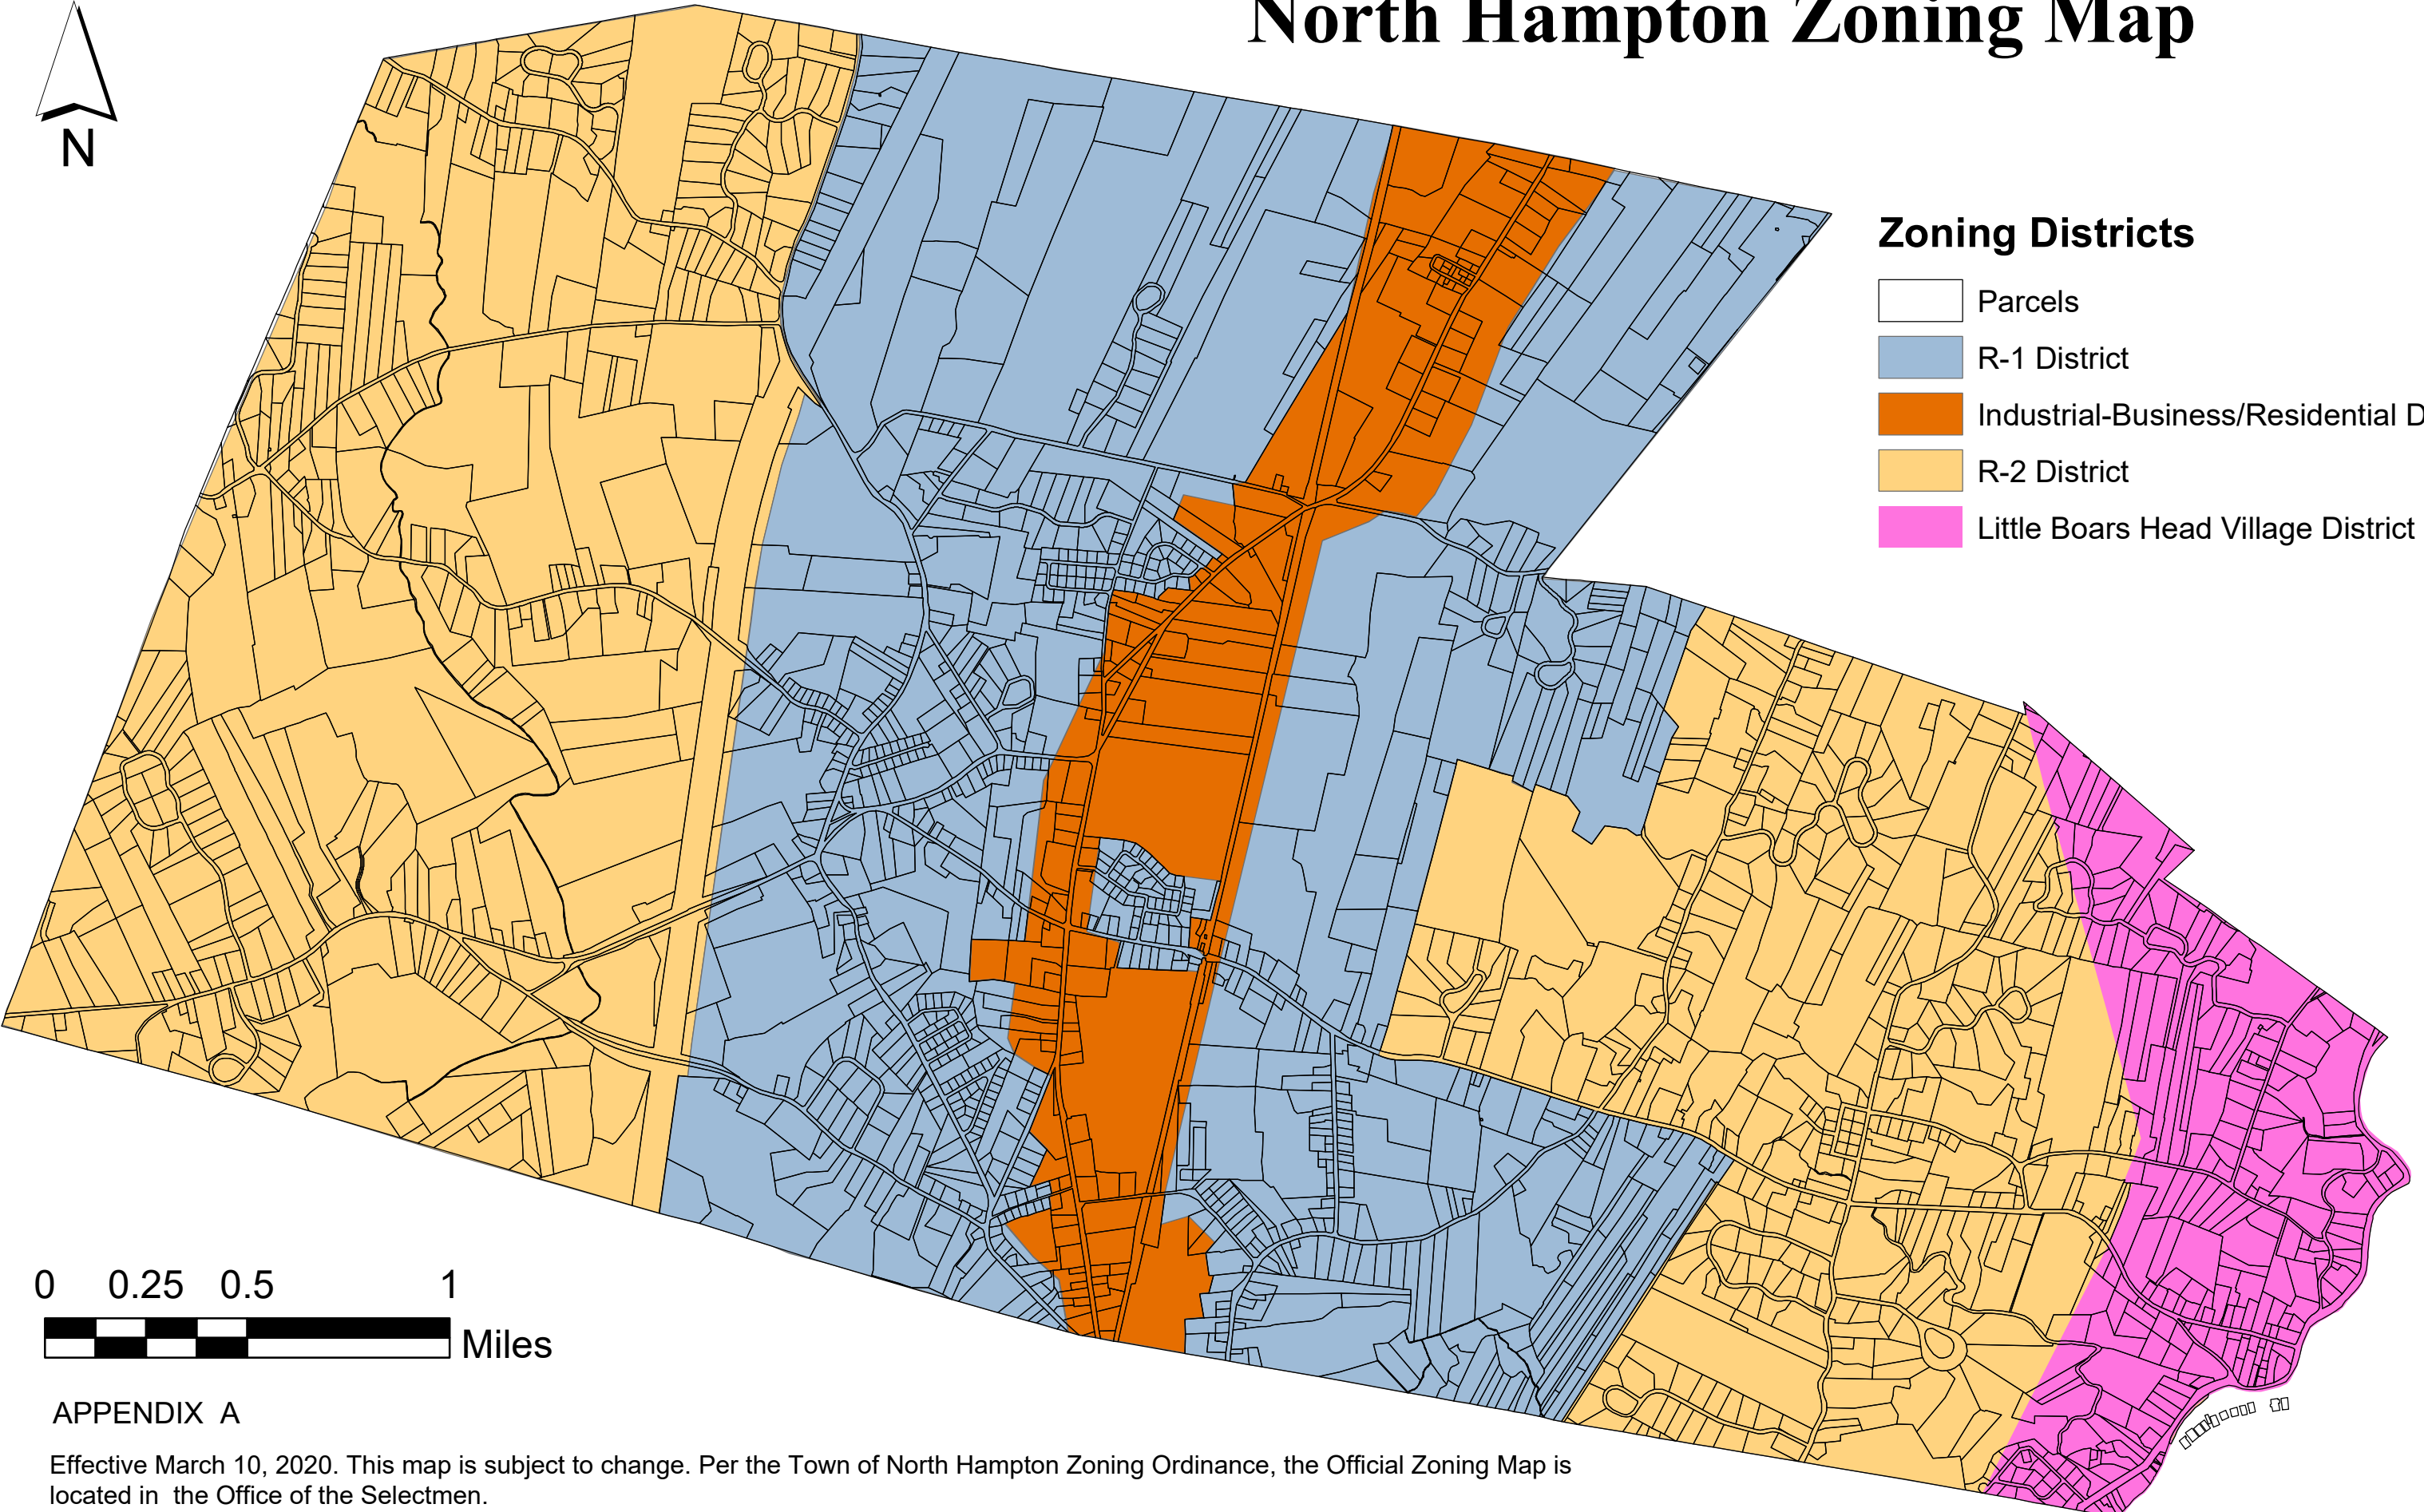 North Hampton Zoning Map
N
Zoning Districts
Parcels
R-1 District
Industrial-Business/Residential D
R-2 District
Little Boars Head Village District
0 0.25 0.5 1
Miles
APPENDIX A
Effective March 10, 2020. This map is subject to change. Per the Town of North Hampton Zoning Ordinance, the Official Zoning Map is
located in the Office of the Selectmen.